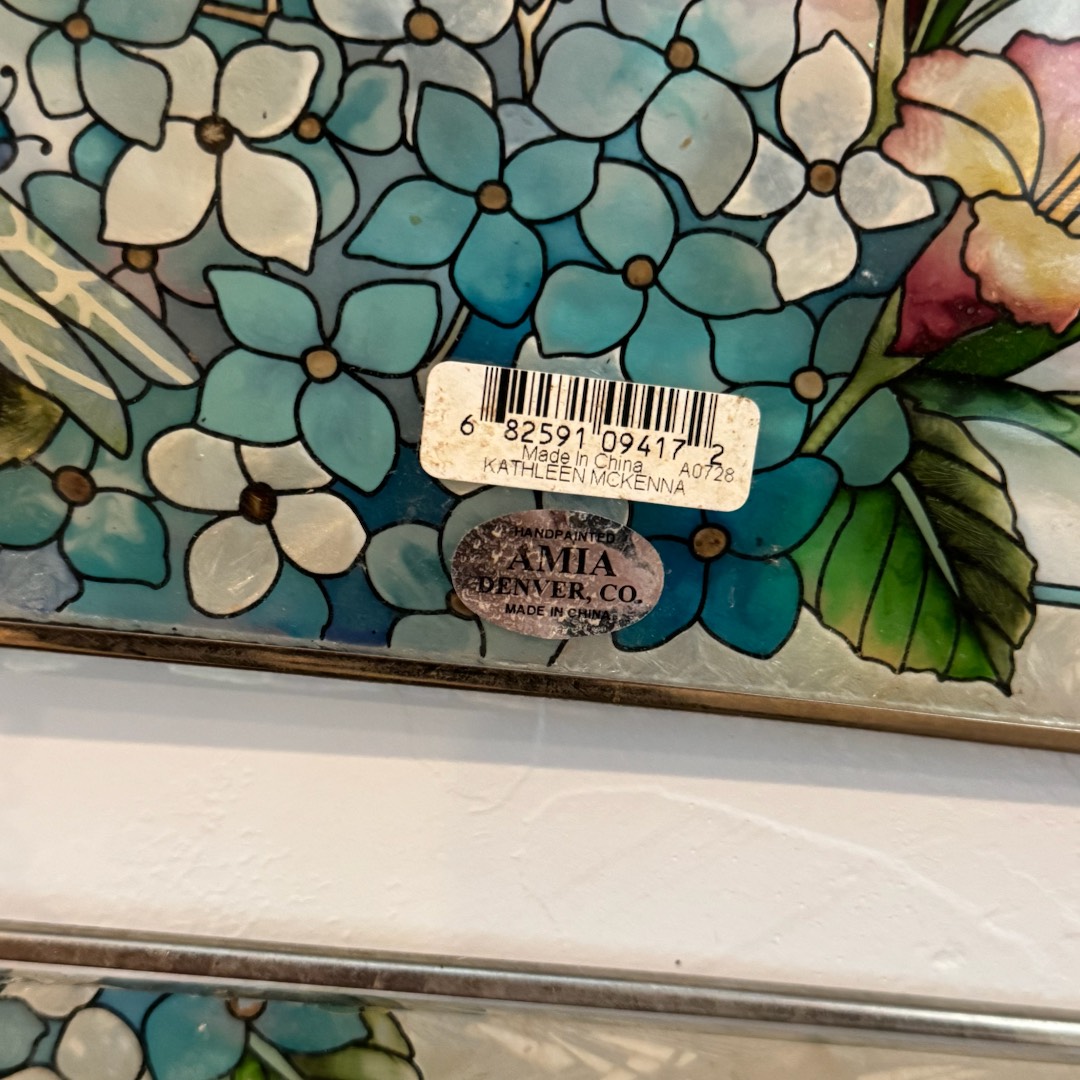 6 82591 09417 2
Made In China A0728
KATHLEEN MCKENNA
HANDPAINTED
AMIA
DENVER, CO.
MADE IN CHINA